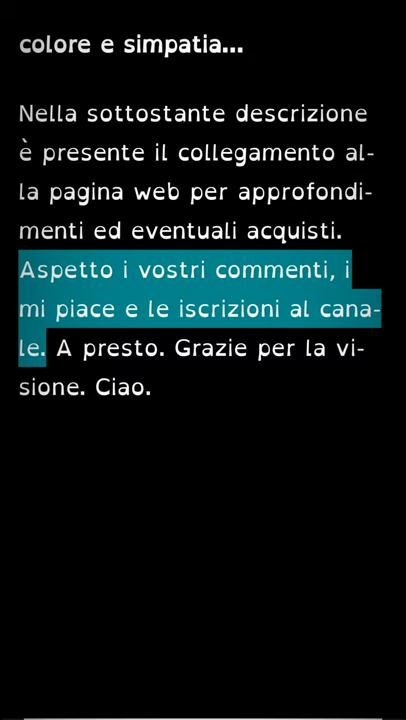 colore e simpatia...
Nella sottostante descrizione
è presente il collegamento al-
la pagina web per approfondi-
menti ed eventuali acquisti.
Aspetto i vostri commenti, i
mi piace e le iscrizioni al cana-
le. A presto. Grazie per la vi-
sione. Ciao.